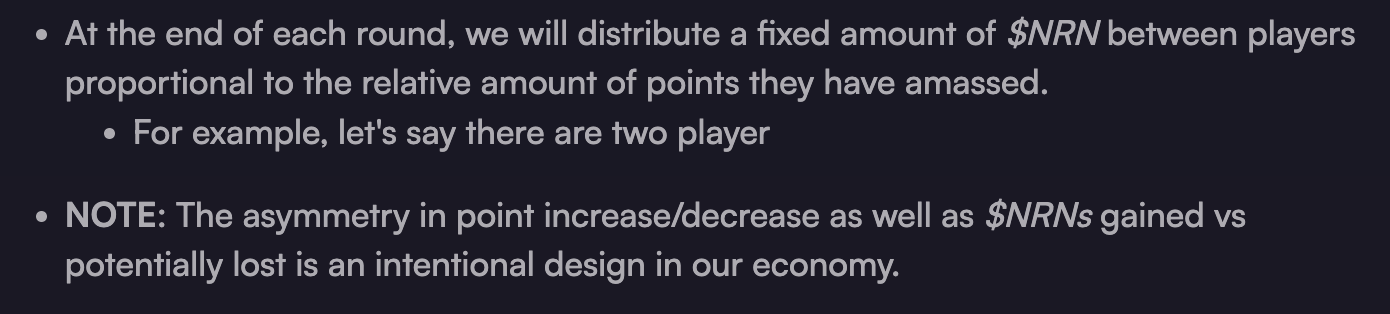 • At the end of each round, we will distribute a fixed amount of $NRN between players
proportional to the relative amount of points they have amassed.
• For example, let's say there are two player
• NOTE: The asymmetry in point increase/decrease as well as $NRNs gained vs
potentially lost is an intentional design in our economy.